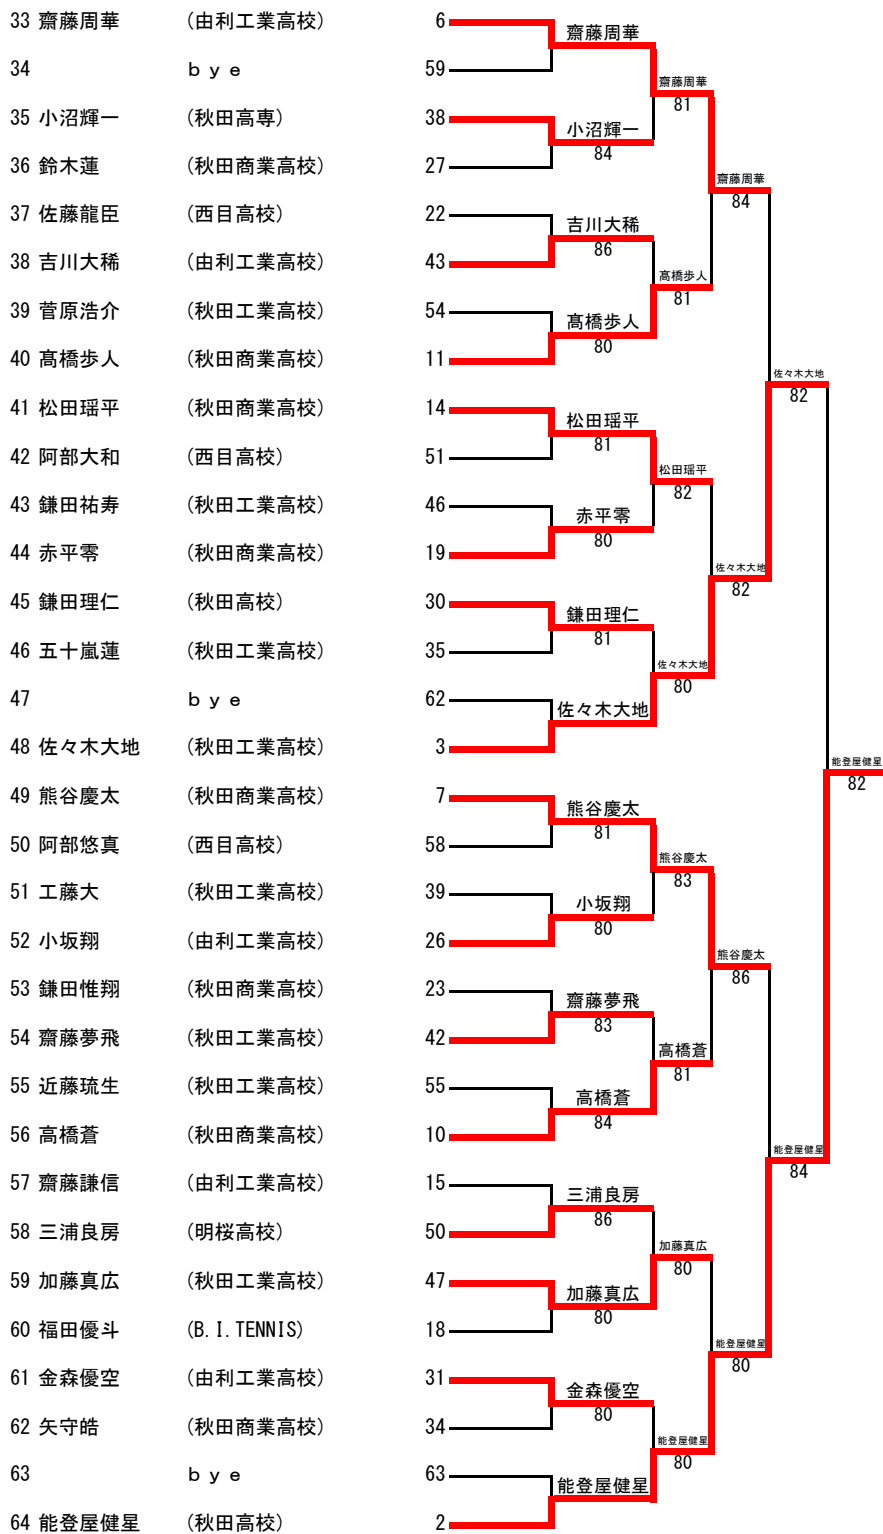 33 齋藤周華 (由利工業高校) 6
齋藤周華
34 ｂｙｅ 59
齋藤周華
81
35 小沼輝一 (秋田高専) 38
小沼輝一
84
36 鈴木蓮 (秋田商業高校) 27
齋藤周華
84
37 佐藤龍臣 (西目高校) 22
吉川大稀
86
38 吉川大稀 (由利工業高校) 43
髙橋歩人
81
39 菅原浩介 (秋田工業高校) 54
髙橋歩人
80
40 髙橋歩人 (秋田商業高校) 11
佐々木大地
82
41 松田瑶平 (秋田商業高校) 14
松田瑶平
81
42 阿部大和 (西目高校) 51
松田瑶平
82
43 鎌田祐寿 (秋田工業高校) 46
赤平零
80
44 赤平零 (秋田商業高校) 19
佐々木大地
82
45 鎌田理仁 (秋田高校) 30
鎌田理仁
81
46 五十嵐蓮 (秋田工業高校) 35
佐々木大地
80
47 ｂｙｅ 62
佐々木大地
48 佐々木大地 (秋田工業高校) 3
能登屋健星
82
49 熊谷慶太 (秋田商業高校) 7
熊谷慶太
81
50 阿部悠真 (西目高校) 58
熊谷慶太
83
51 工藤大 (秋田工業高校) 39
小坂翔
80
52 小坂翔 (由利工業高校) 26
熊谷慶太
86
53 鎌田惟翔 (秋田商業高校) 23
齋藤夢飛
83
54 齋藤夢飛 (秋田工業高校) 42
高橋蒼
81
55 近藤琉生 (秋田工業高校) 55
高橋蒼
84
56 高橋蒼 (秋田商業高校) 10
能登屋健星
84
57 齋藤謙信 (由利工業高校) 15
三浦良房
86
58 三浦良房 (明桜高校) 50
加藤真広
80
59 加藤真広 (秋田工業高校) 47
加藤真広
80
60 福田優斗 (B.I.TENNIS) 18
能登屋健星
80
61 金森優空 (由利工業高校) 31
金森優空
80
62 矢守皓 (秋田商業高校) 34
能登屋健星
80
63 ｂｙｅ 63
能登屋健星
64 能登屋健星 (秋田高校) 2